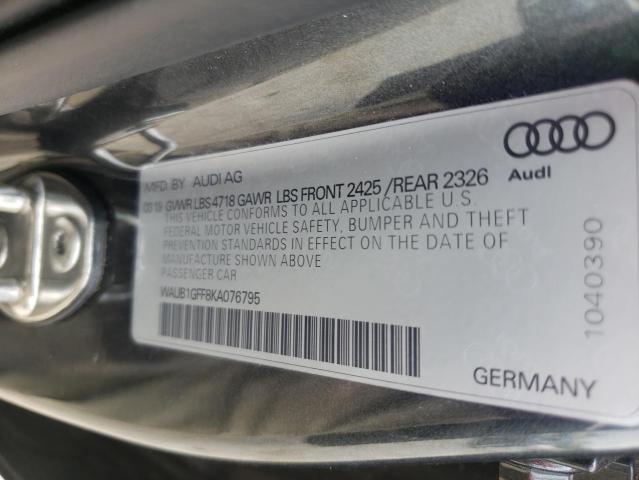 Audi
MFD. BY AUDI AG
03 19 GVWR LBS 4718 GAWR LBS FRONT 2425 / REAR 2326
THIS VEHICLE CONFORMS TO ALL APPLICABLE U.S.
FEDERAL MOTOR VEHICLE SAFETY, BUMPER AND THEFT
PREVENTION STANDARDS IN EFFECT ON THE DATE OF
MANUFACTURE SHOWN ABOVE
PASSENGER CAR
WAUB1GFF8KA076795
GERMANY
1040390